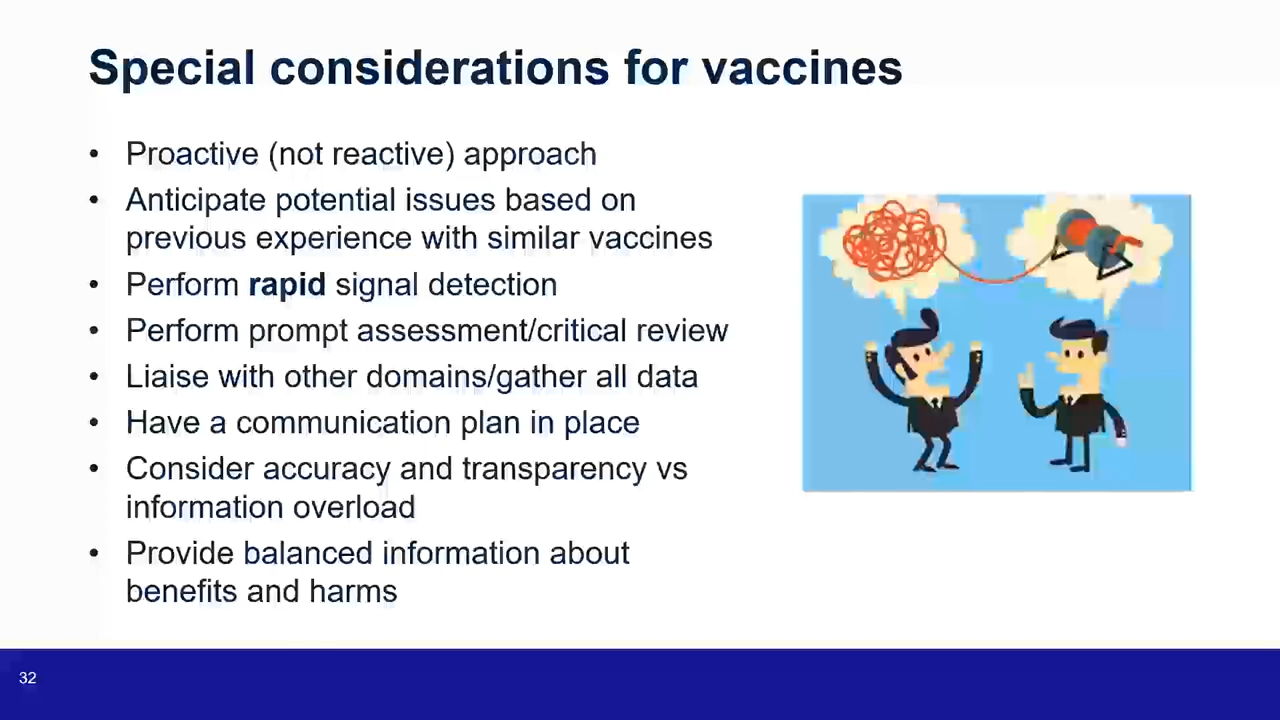 Special considerations for vaccines
• Proactive (not reactive) approach
• Anticipate potential issues based on
previous experience with similar vaccines
• Perform rapid signal detection
• Perform prompt assessment/critical review
• Liaise with other domains/gather all data
• Have a communication plan in place
• Consider accuracy and transparency vs
information overload
• Provide balanced information about
benefits and harms
32